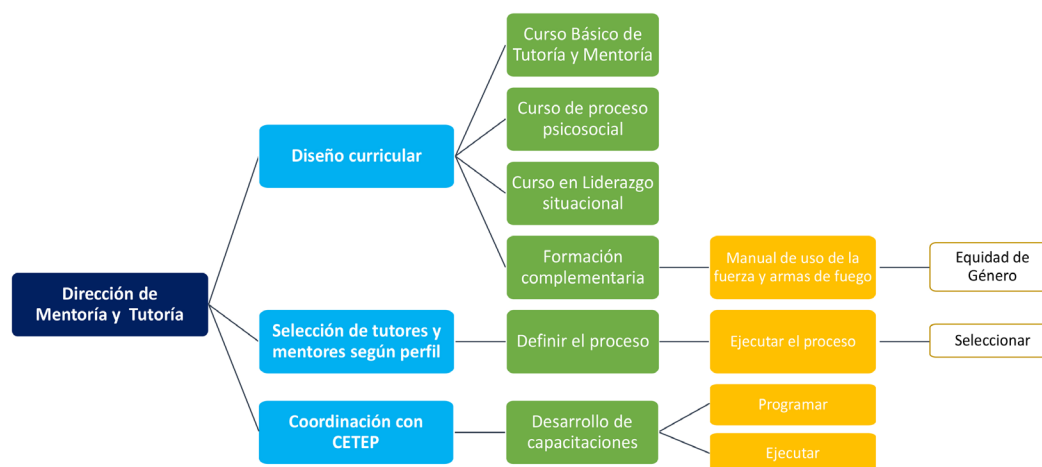 Curso Básico de
Tutoría y Mentoría
Curso de proceso
psicosocial
Diseño curricular
Curso en Liderazgo
situacional
Formación
complementaria
Manual de uso de la
fuerza y armas de fuego
Equidad de
Género
Dirección de
Mentoría y Tutoría
Selección de tutores y
mentores según perfil
Definir el proceso
Ejecutar el proceso
Seleccionar
Coordinación con
CETEP
Desarrollo de
capacitaciones
Programar
Ejecutar